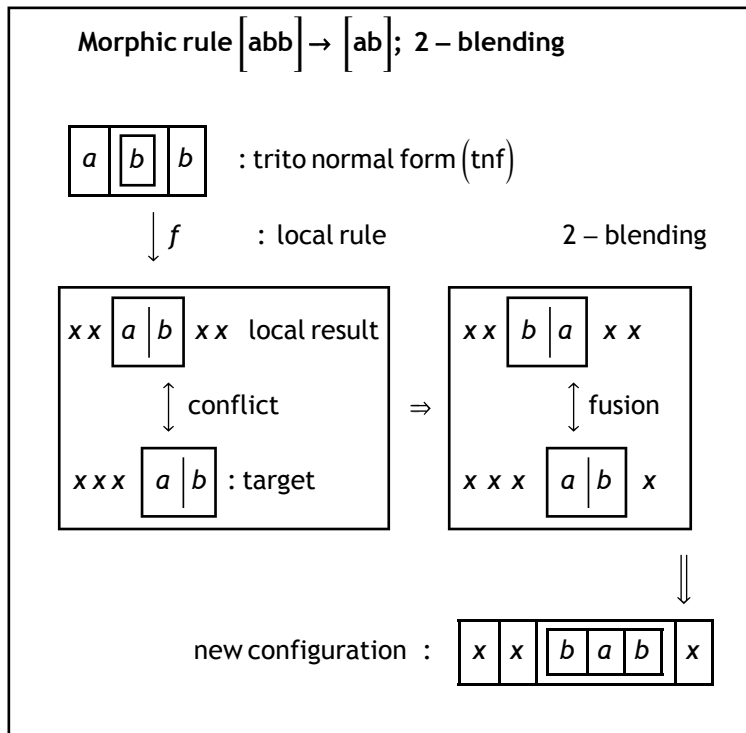 Morphic rule [abb] → [ab]; 2 – blending
a b b : trito normal form (tnf)
↓ f : local rule 2 – blending
x x a | b x x local result
↕ conflict
x x x a | b : target
⇒
x x b | a x x
↕ fusion
x x x a | b x
⇓
new configuration : x x b a b x